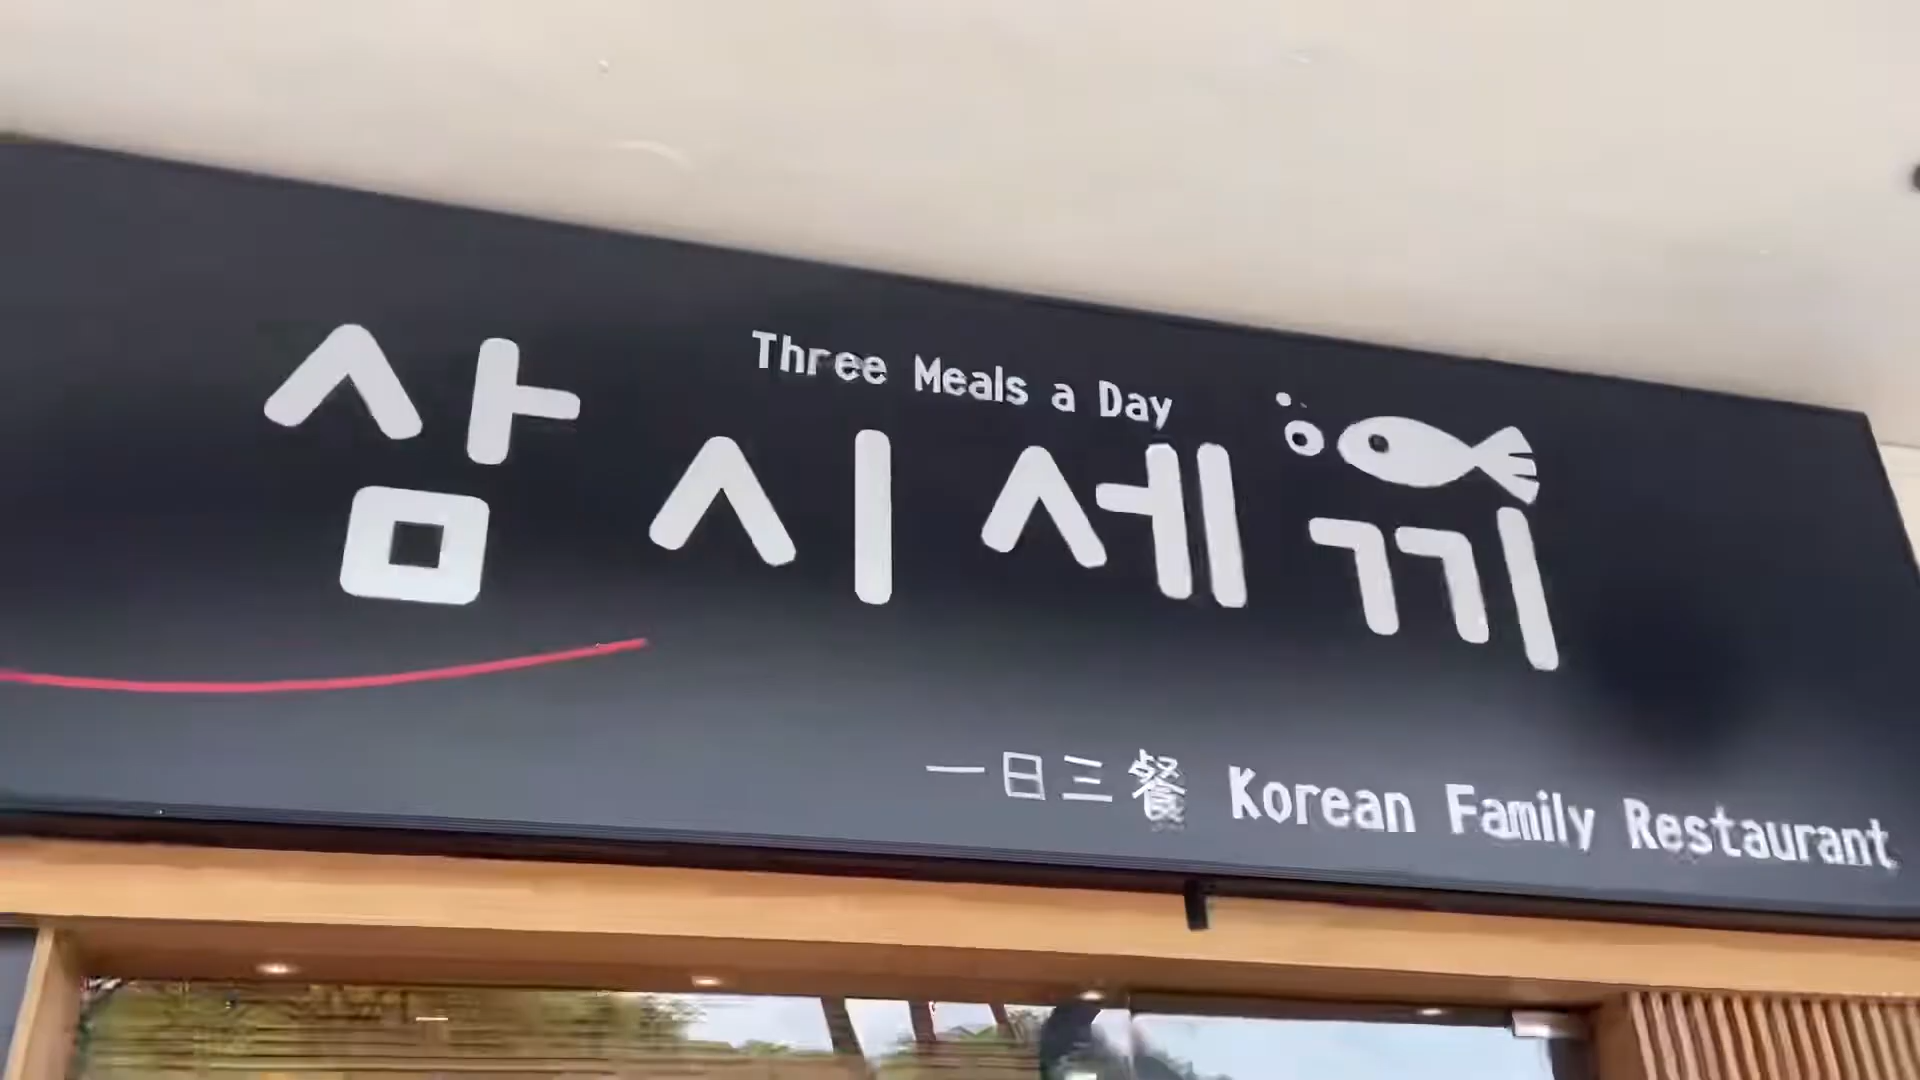 Three Meals a Day
삼시세끼
一日三餐 Korean Family Restaurant